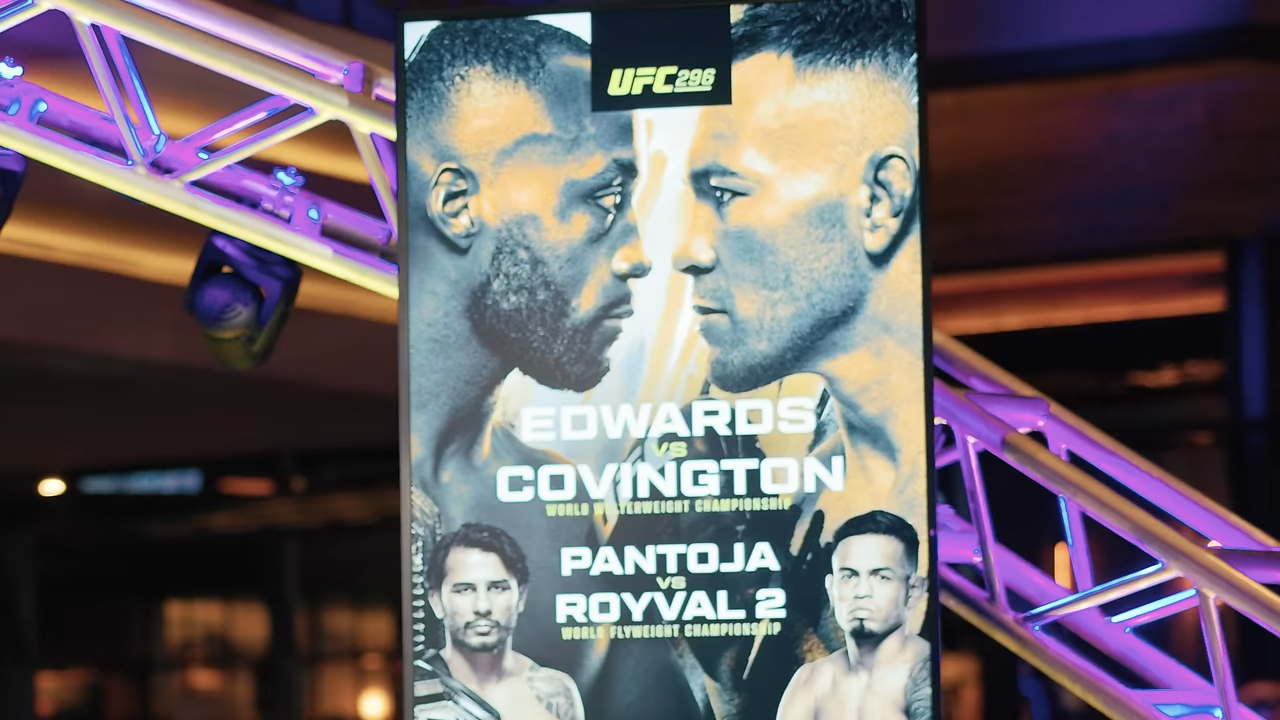 UFC 296
EDWARDS
VS
COVINGTON
WORLD WELTERWEIGHT CHAMPIONSHIP
PANTOJA
VS
ROYVAL 2
WORLD FLYWEIGHT CHAMPIONSHIP